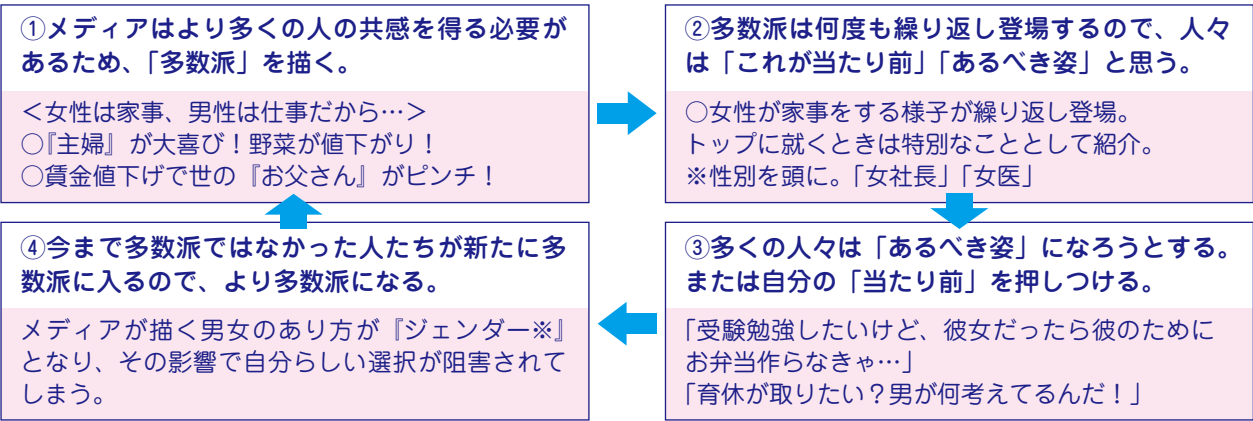 ①メディアはより多くの人の共感を得る必要が
あるため、「多数派」を描く。
<女性は家事、男性は仕事だから…>
○『主婦』が大喜び!野菜が値下がり!
○賃金値下げで世の『お父さん』がピンチ!
②多数派は何度も繰り返し登場するので、人々
は「これが当たり前」「あるべき姿」と思う。
○女性が家事をする様子が繰り返し登場。
トップに就くときは特別なこととして紹介。
※性別を頭に。「女社長」「女医」
③多くの人々は「あるべき姿」になろうとする。
または自分の「当たり前」を押しつける。
「受験勉強したいけど、彼女だったら彼のために
お弁当作らなきゃ…」
「育休が取りたい?男が何考えてるんだ!」
④今まで多数派ではなかった人たちが新たに多
数派に入るので、より多数派になる。
メディアが描く男女のあり方が『ジェンダー※』
となり、その影響で自分らしい選択が阻害されて
しまう。